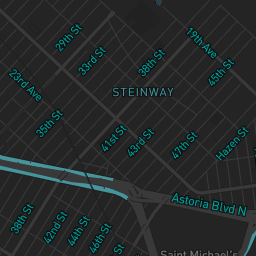 29th St
19th Ave
33rd St
38th St
45th St
23rd Ave
STEINWAY
35th St
41st St
43rd St
47th St
Hazen St
Astoria Blvd N
38th St
42nd St
44th St
46th St
St
Saint Michael's